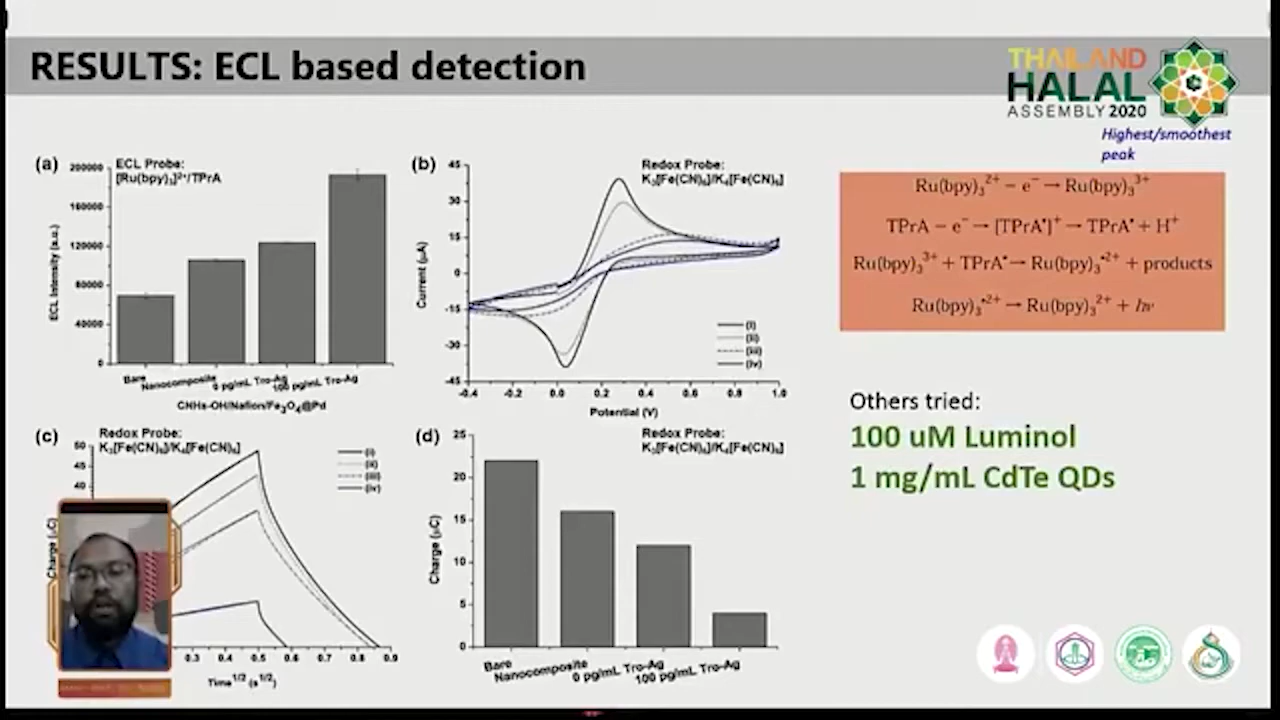 RESULTS: ECL based detection
THAILAND
HALAL
ASSEMBLY 2020
Highest/smoothest
peak
(a)
ECL Probe:
[Ru(bpy)₃]²⁺/TPrA
200000
160000
120000
80000
40000
0
ECL Intensity (a.u.)
Bare
Nanocomposite
0 pg/mL Tro-Ag
100 pg/mL Tro-Ag
CNHs-OH/Nafion/Fe₃O₄@Pd
(b)
Redox Probe:
K₃[Fe(CN)₆]/K₄[Fe(CN)₆]
45
30
15
0
-15
-30
-45
Current (µA)
(i)
(ii)
(iii)
(iv)
-0.4 -0.2 0.0 0.2 0.4 0.6 0.8 1.0
Potential (V)
Ru(bpy)₃²⁺ − e⁻ → Ru(bpy)₃³⁺
TPrA − e⁻ → [TPrA•]⁺ → TPrA• + H⁺
Ru(bpy)₃³⁺ + TPrA• → Ru(bpy)₃•²⁺ + products
Ru(bpy)₃•²⁺ → Ru(bpy)₃²⁺ + hν
Others tried:
100 uM Luminol
1 mg/mL CdTe QDs
(c)
Redox Probe:
K₃[Fe(CN)₆]/K₄[Fe(CN)₆]
50
45
40
Charge (µC)
(i)
(ii)
(iii)
(iv)
0.3 0.4 0.5 0.6 0.7 0.8 0.9
Time¹ᐟ² (s¹ᐟ²)
(d)
Redox Probe:
K₃[Fe(CN)₆]/K₄[Fe(CN)₆]
25
20
15
10
5
0
Charge (µC)
Bare
Nanocomposite
0 pg/mL Tro-Ag
100 pg/mL Tro-Ag